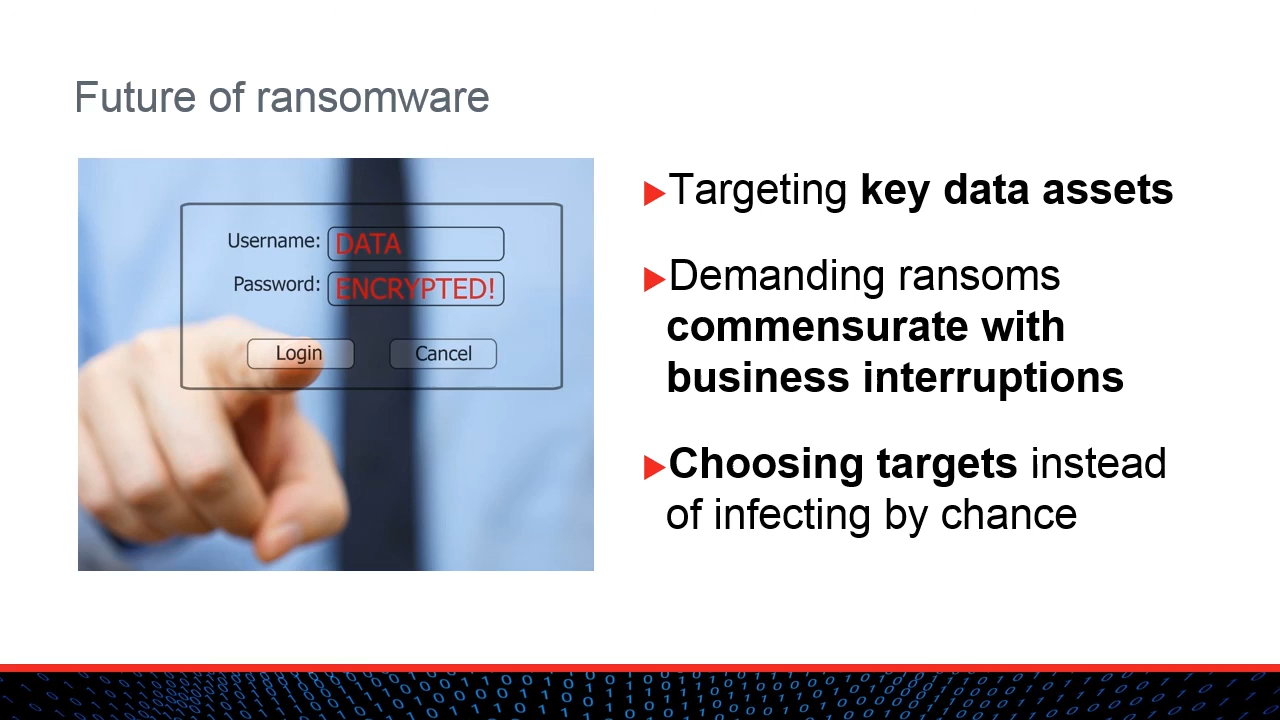 Future of ransomware
Username: DATA
Password: ENCRYPTED!
Login Cancel
Targeting key data assets
Demanding ransoms
commensurate with
business interruptions
Choosing targets instead
of infecting by chance